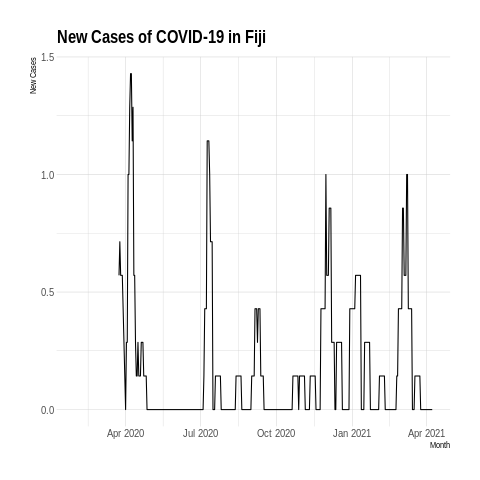 New Cases of COVID-19 in Fiji
New Cases
1.5
1.0
0.5
0.0
Apr 2020 Jul 2020 Oct 2020 Jan 2021 Apr 2021
Month